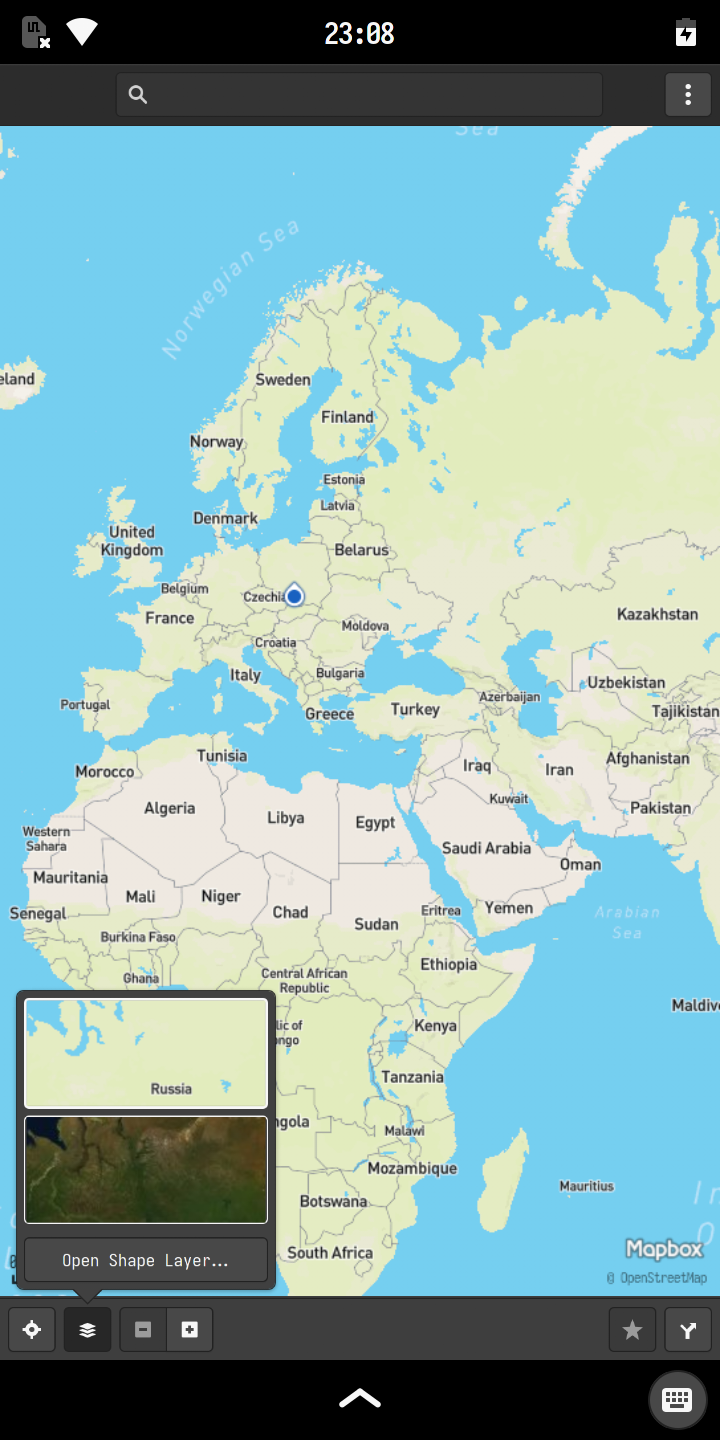 23:08
Sea
Norwegian Sea
eland
Sweden
Finland
Norway
Estonia
Latvia
Denmark
United
Kingdom
Belarus
Belgium
Czechia
France
Kazakhstan
Moldova
Croatia
Italy
Bulgaria
Uzbekistan
Azerbaijan
Portugal
Greece
Turkey
Tajikistan
Tunisia
Morocco
Iraq
Iran
Afghanistan
Kuwait
Algeria
Libya
Egypt
Pakistan
Western
Sahara
Saudi Arabia
Oman
Mauritania
Mali
Niger
Chad
Senegal
Sudan
Eritrea
Yemen
Arabian
Sea
Burkina Faso
Ghana
Central African
Republic
Ethiopia
Maldiv
lic of
ongo
Kenya
Tanzania
Russia
ngola
Malawi
Mozambique
Mauritius
Botswana
South Africa
Mapbox
© OpenStreetMap
Open Shape Layer...